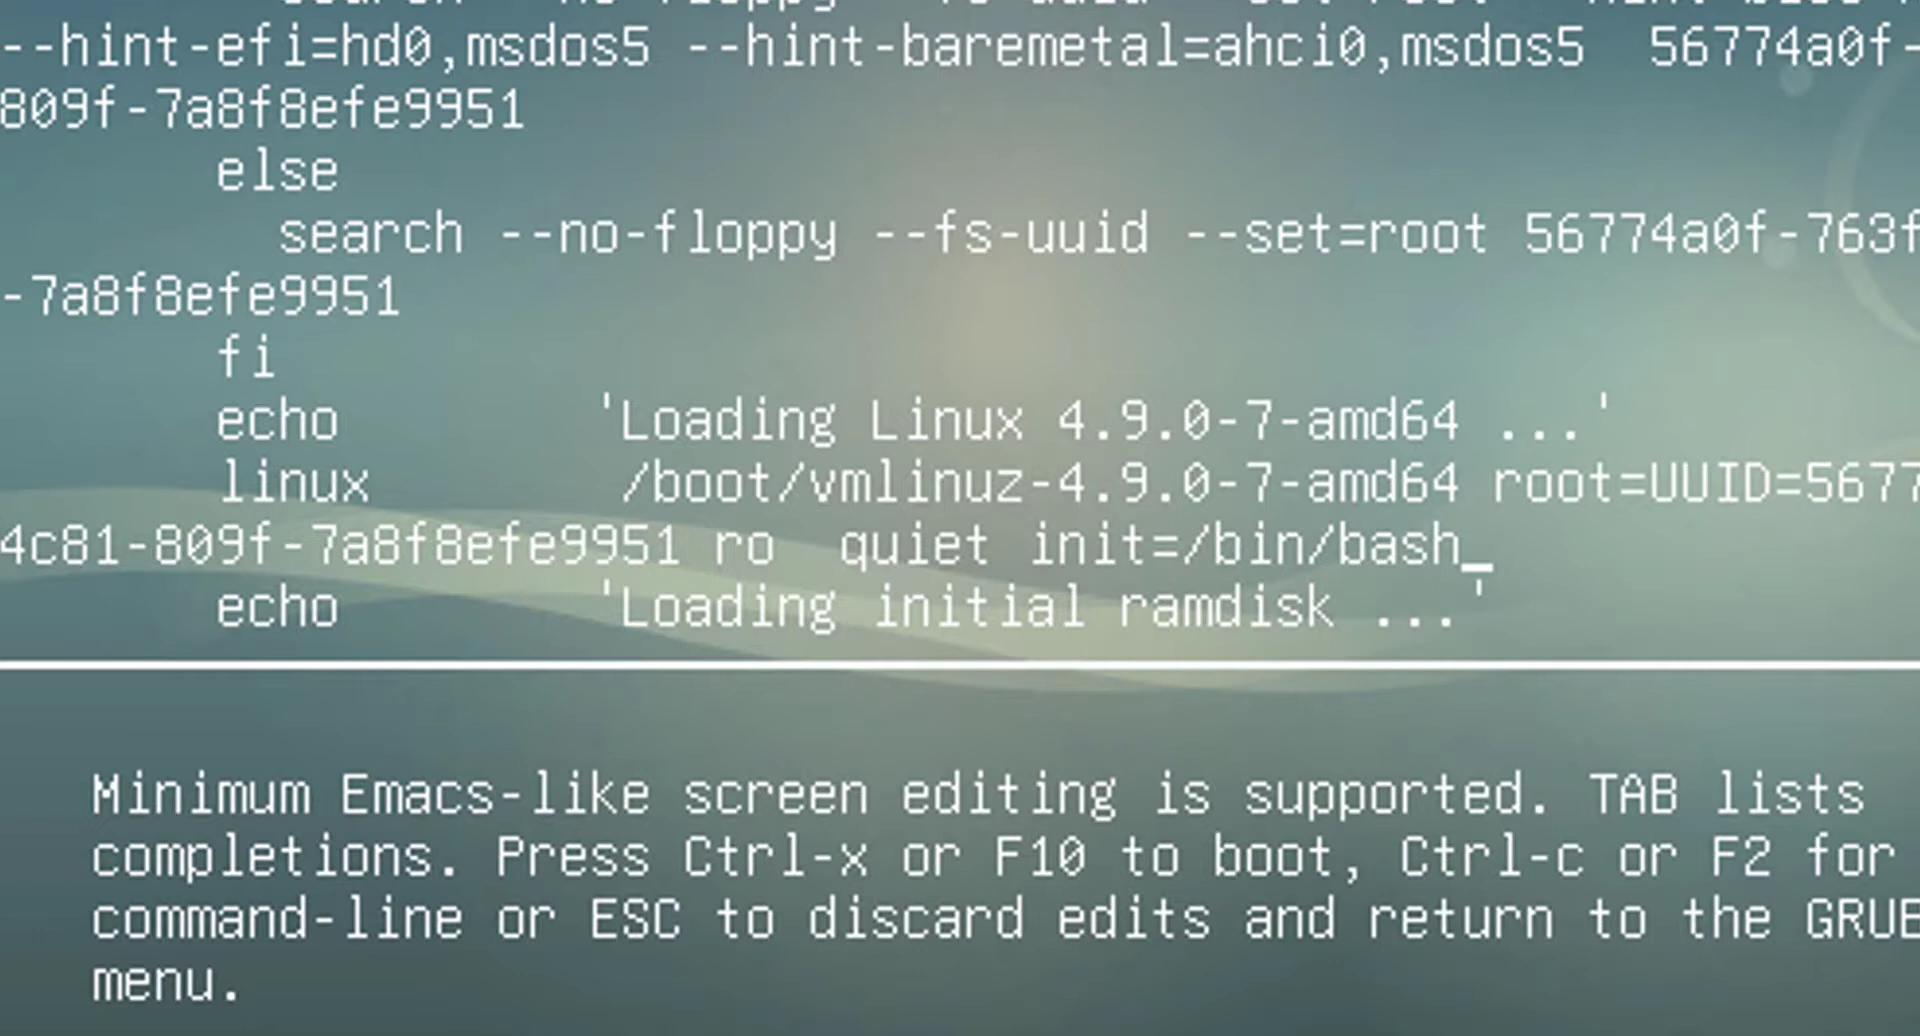 --hint-efi=hd0,msdos5 --hint-baremetal=ahci0,msdos5  56774a0f-
809f-7a8f8efe9951
else
search --no-floppy --fs-uuid --set=root 56774a0f-763f
-7a8f8efe9951
fi
echo 'Loading Linux 4.9.0-7-amd64 ...'
linux /boot/vmlinuz-4.9.0-7-amd64 root=UUID=5677
4c81-809f-7a8f8efe9951 ro  quiet init=/bin/bash_
echo 'Loading initial ramdisk ...'
Minimum Emacs-like screen editing is supported. TAB lists
completions. Press Ctrl-x or F10 to boot, Ctrl-c or F2 for
command-line or ESC to discard edits and return to the GRUB
menu.